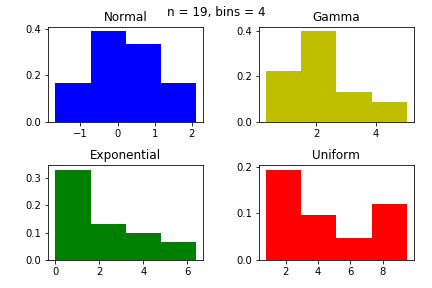 n = 19, bins = 4
Normal
Gamma
0.4
0.2
0.0
−1 0 1 2
0.4
0.2
0.0
2 4
Exponential
Uniform
0.3
0.2
0.1
0.0
0 2 4 6
0.2
0.1
0.0
2 4 6 8